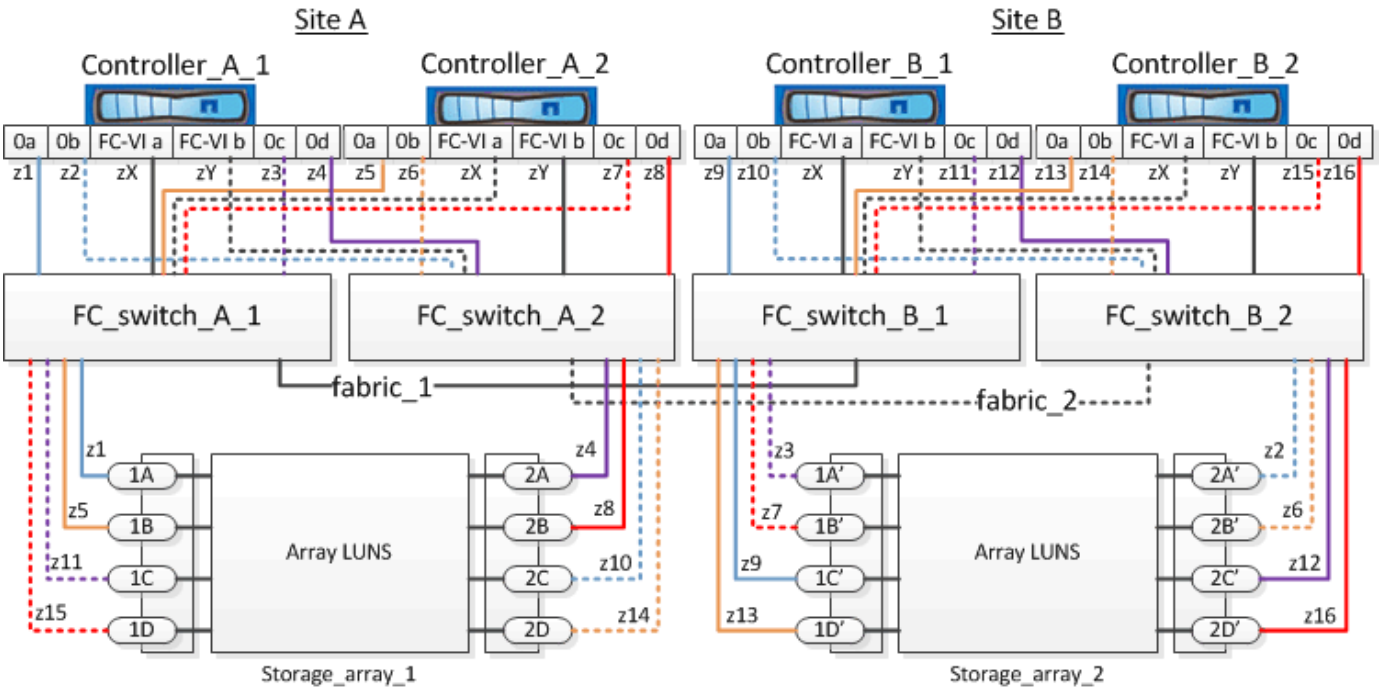 Site A Site B
Controller_A_1 Controller_A_2 Controller_B_1 Controller_B_2
0a 0b FC-VI a FC-VI b 0c 0d 0a 0b FC-VI a FC-VI b 0c 0d 0a 0b FC-VI a FC-VI b 0c 0d 0a 0b FC-VI a FC-VI b 0c 0d
z1 z2 zX zY z3 z4 z5 z6 zX zY z7 z8 z9 z10 zX zY z11 z12 z13 z14 zX zY z15 z16
FC_switch_A_1 FC_switch_A_2 FC_switch_B_1 FC_switch_B_2
fabric_1
fabric_2
z1 z4 z3 z2
1A 2A 1A' 2A'
z5 z8 z7 z6
1B 2B 1B' 2B'
Array LUNS Array LUNS
z11 z10 z9 z12
1C 2C 1C' 2C'
z15 z14 z13 z16
1D 2D 1D' 2D'
Storage_array_1 Storage_array_2